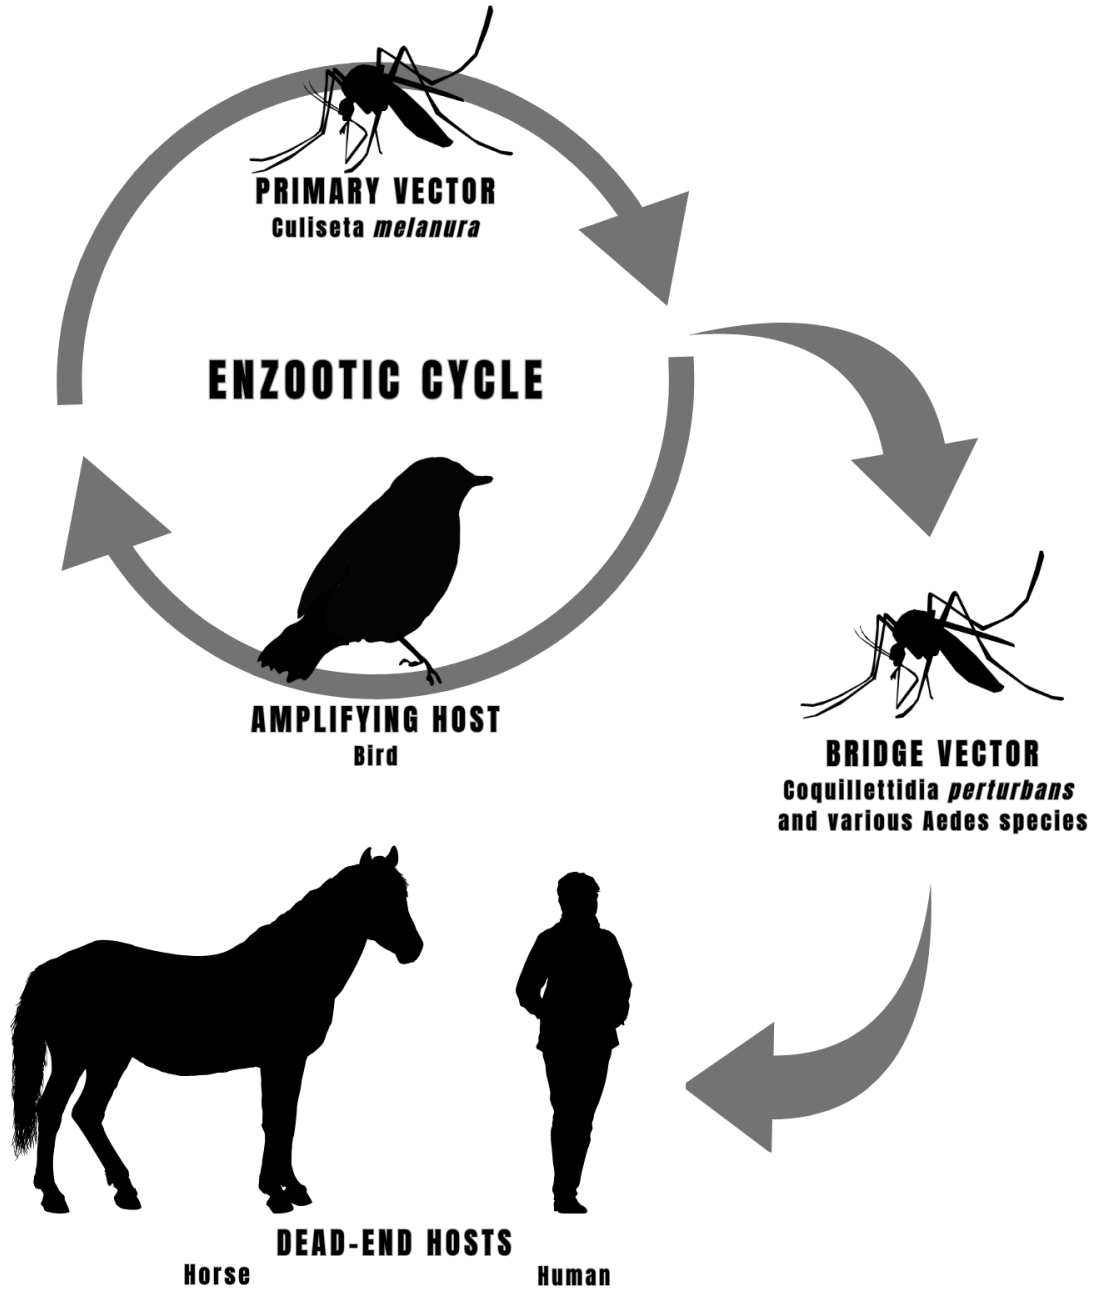 PRIMARY VECTOR
Culiseta melanura
ENZOOTIC CYCLE
AMPLIFYING HOST
Bird
BRIDGE VECTOR
Coquillettidia perturbans
and various Aedes species
DEAD-END HOSTS
Horse
Human